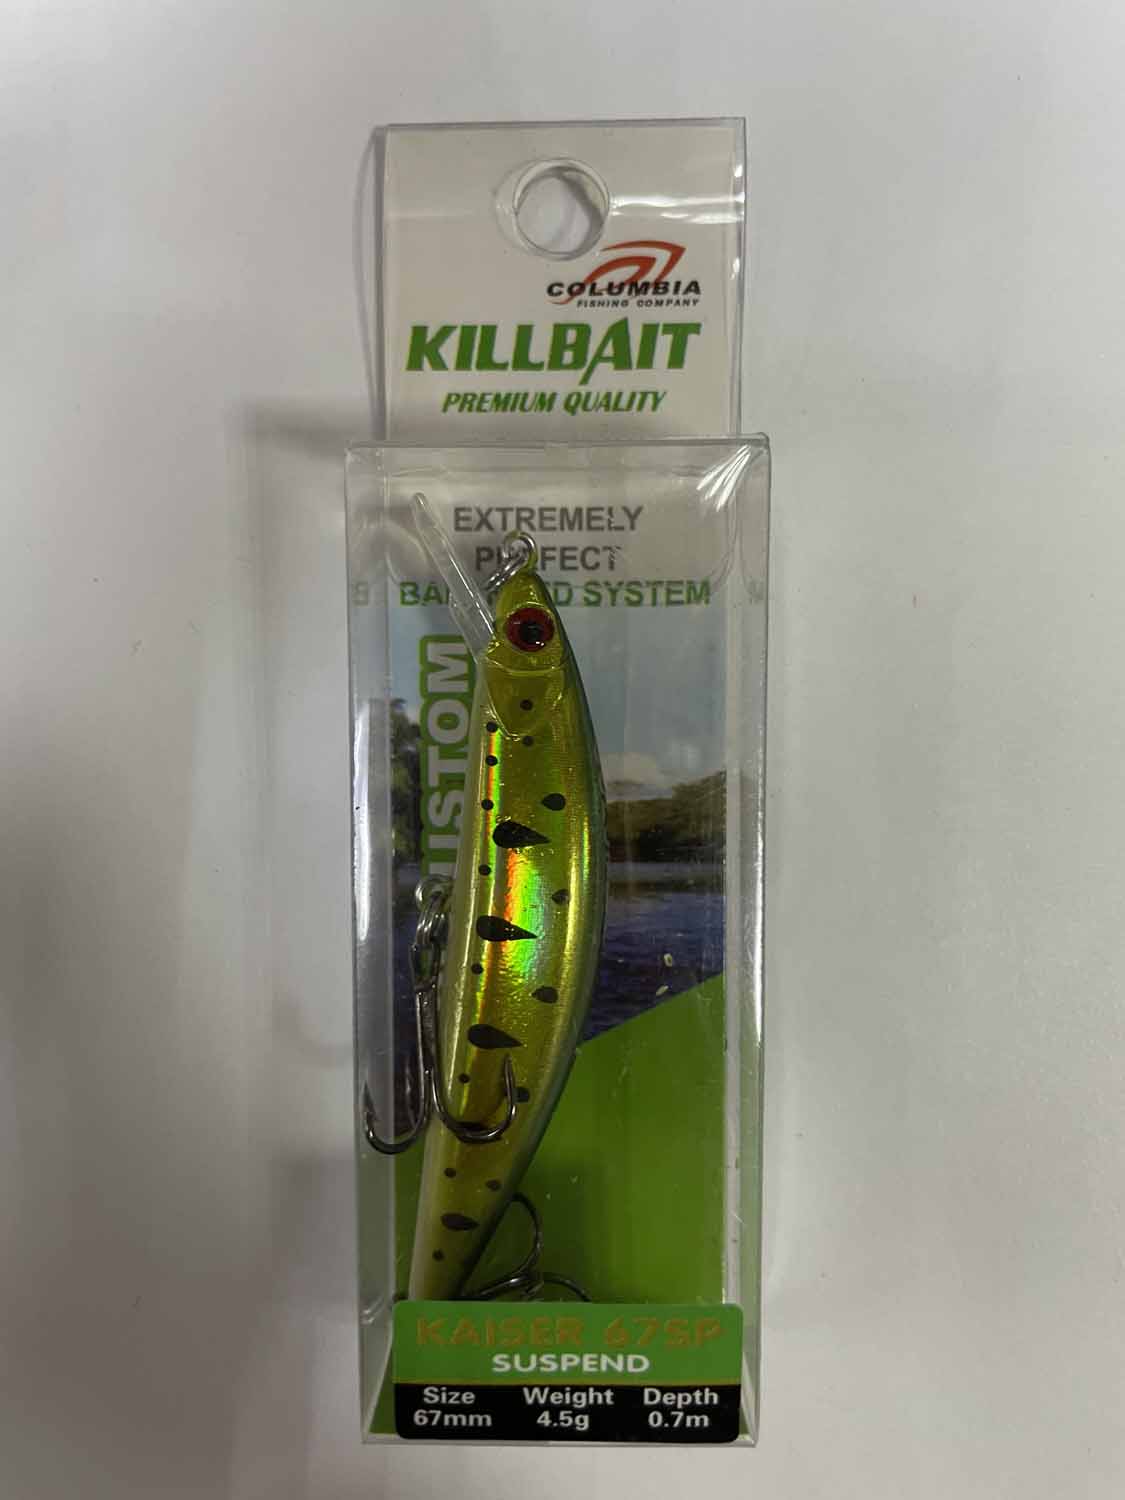 COLUMBIA
FISHING COMPANY
KILLBAIT
PREMIUM QUALITY
EXTREMELY
SYSTEM
KAISER 67SP
SUSPEND
Size Weight Depth
67mm 4.5g 0.7m